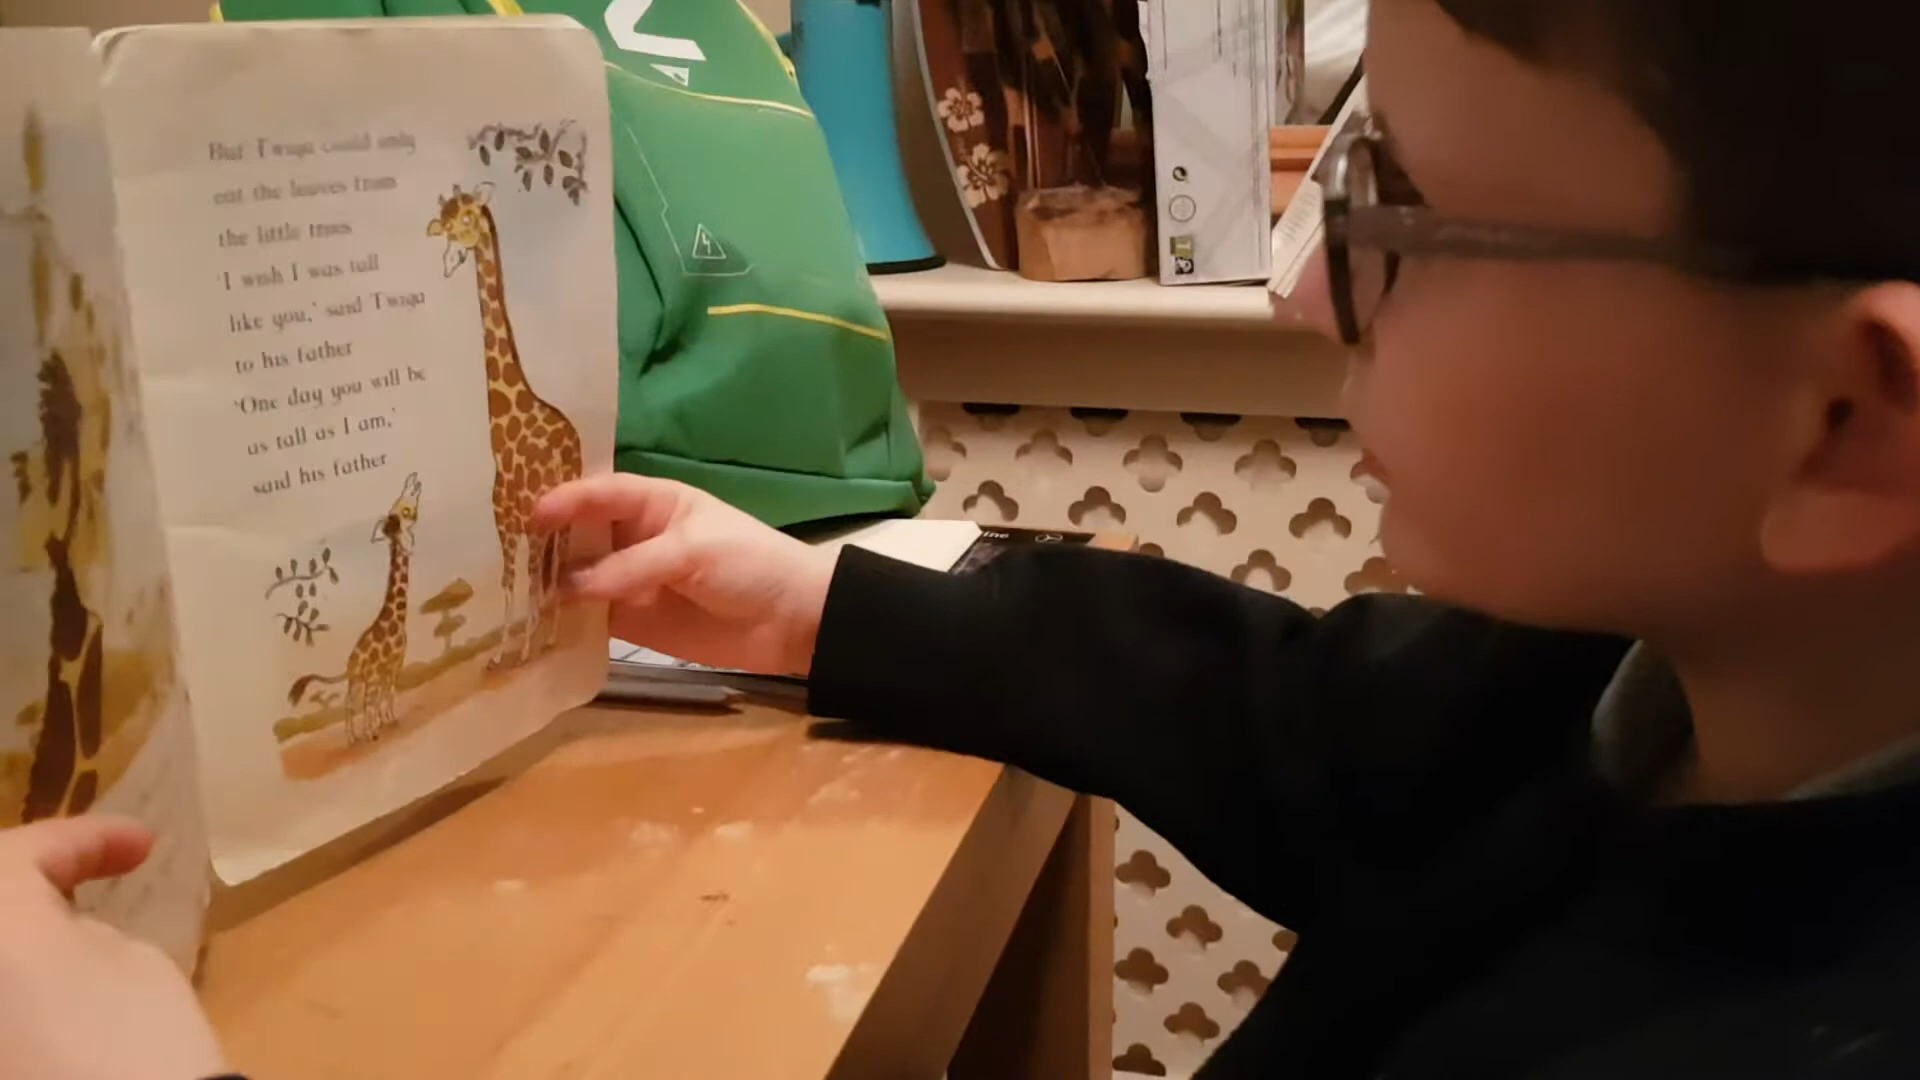 But Twiga could only
eat the leaves from
the little trees
'I wish I was tall
like you,' said Twiga
to his father
'One day you will be
as tall as I am,'
said his father
ine